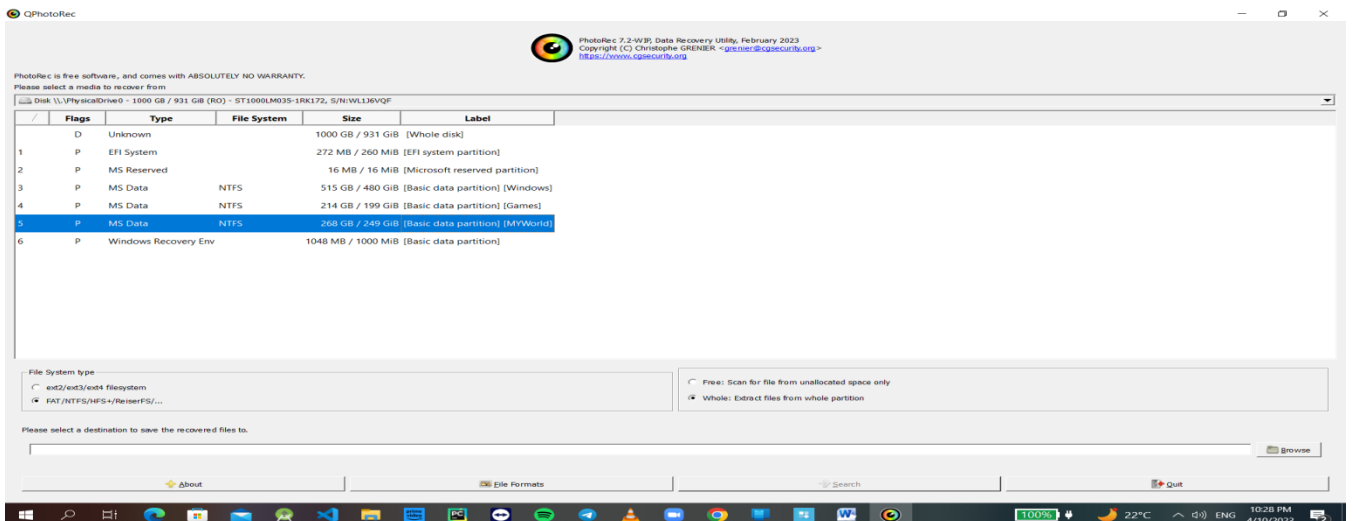 QPhotoRec
PhotoRec 7.2-WIP, Data Recovery Utility, February 2023
Copyright (C) Christophe GRENIER <grenier@cgsecurity.org>
https://www.cgsecurity.org
PhotoRec is free software, and comes with ABSOLUTELY NO WARRANTY.
Please select a media to recover from
Disk \\.\PhysicalDrive0 - 1000 GB / 931 GiB (RO) - ST1000LM035-1RK172, S/N:WL1J6VQF
/ Flags Type File System Size Label
D Unknown 1000 GB / 931 GiB [Whole disk]
1 P EFI System 272 MB / 260 MiB [EFI system partition]
2 P MS Reserved 16 MB / 16 MiB [Microsoft reserved partition]
3 P MS Data NTFS 515 GB / 480 GiB [Basic data partition] [Windows]
4 P MS Data NTFS 214 GB / 199 GiB [Basic data partition] [Games]
5 P MS Data NTFS 268 GB / 249 GiB [Basic data partition] [MYWorld]
6 P Windows Recovery Env 1048 MB / 1000 MiB [Basic data partition]
File System type
ext2/ext3/ext4 filesystem
FAT/NTFS/HFS+/ReiserFS/...
Free: Scan for file from unallocated space only
Whole: Extract files from whole partition
Please select a destination to save the recovered files to.
Browse
About File Formats Search Quit
100% 22°C ENG 10:28 PM
4/10/2023